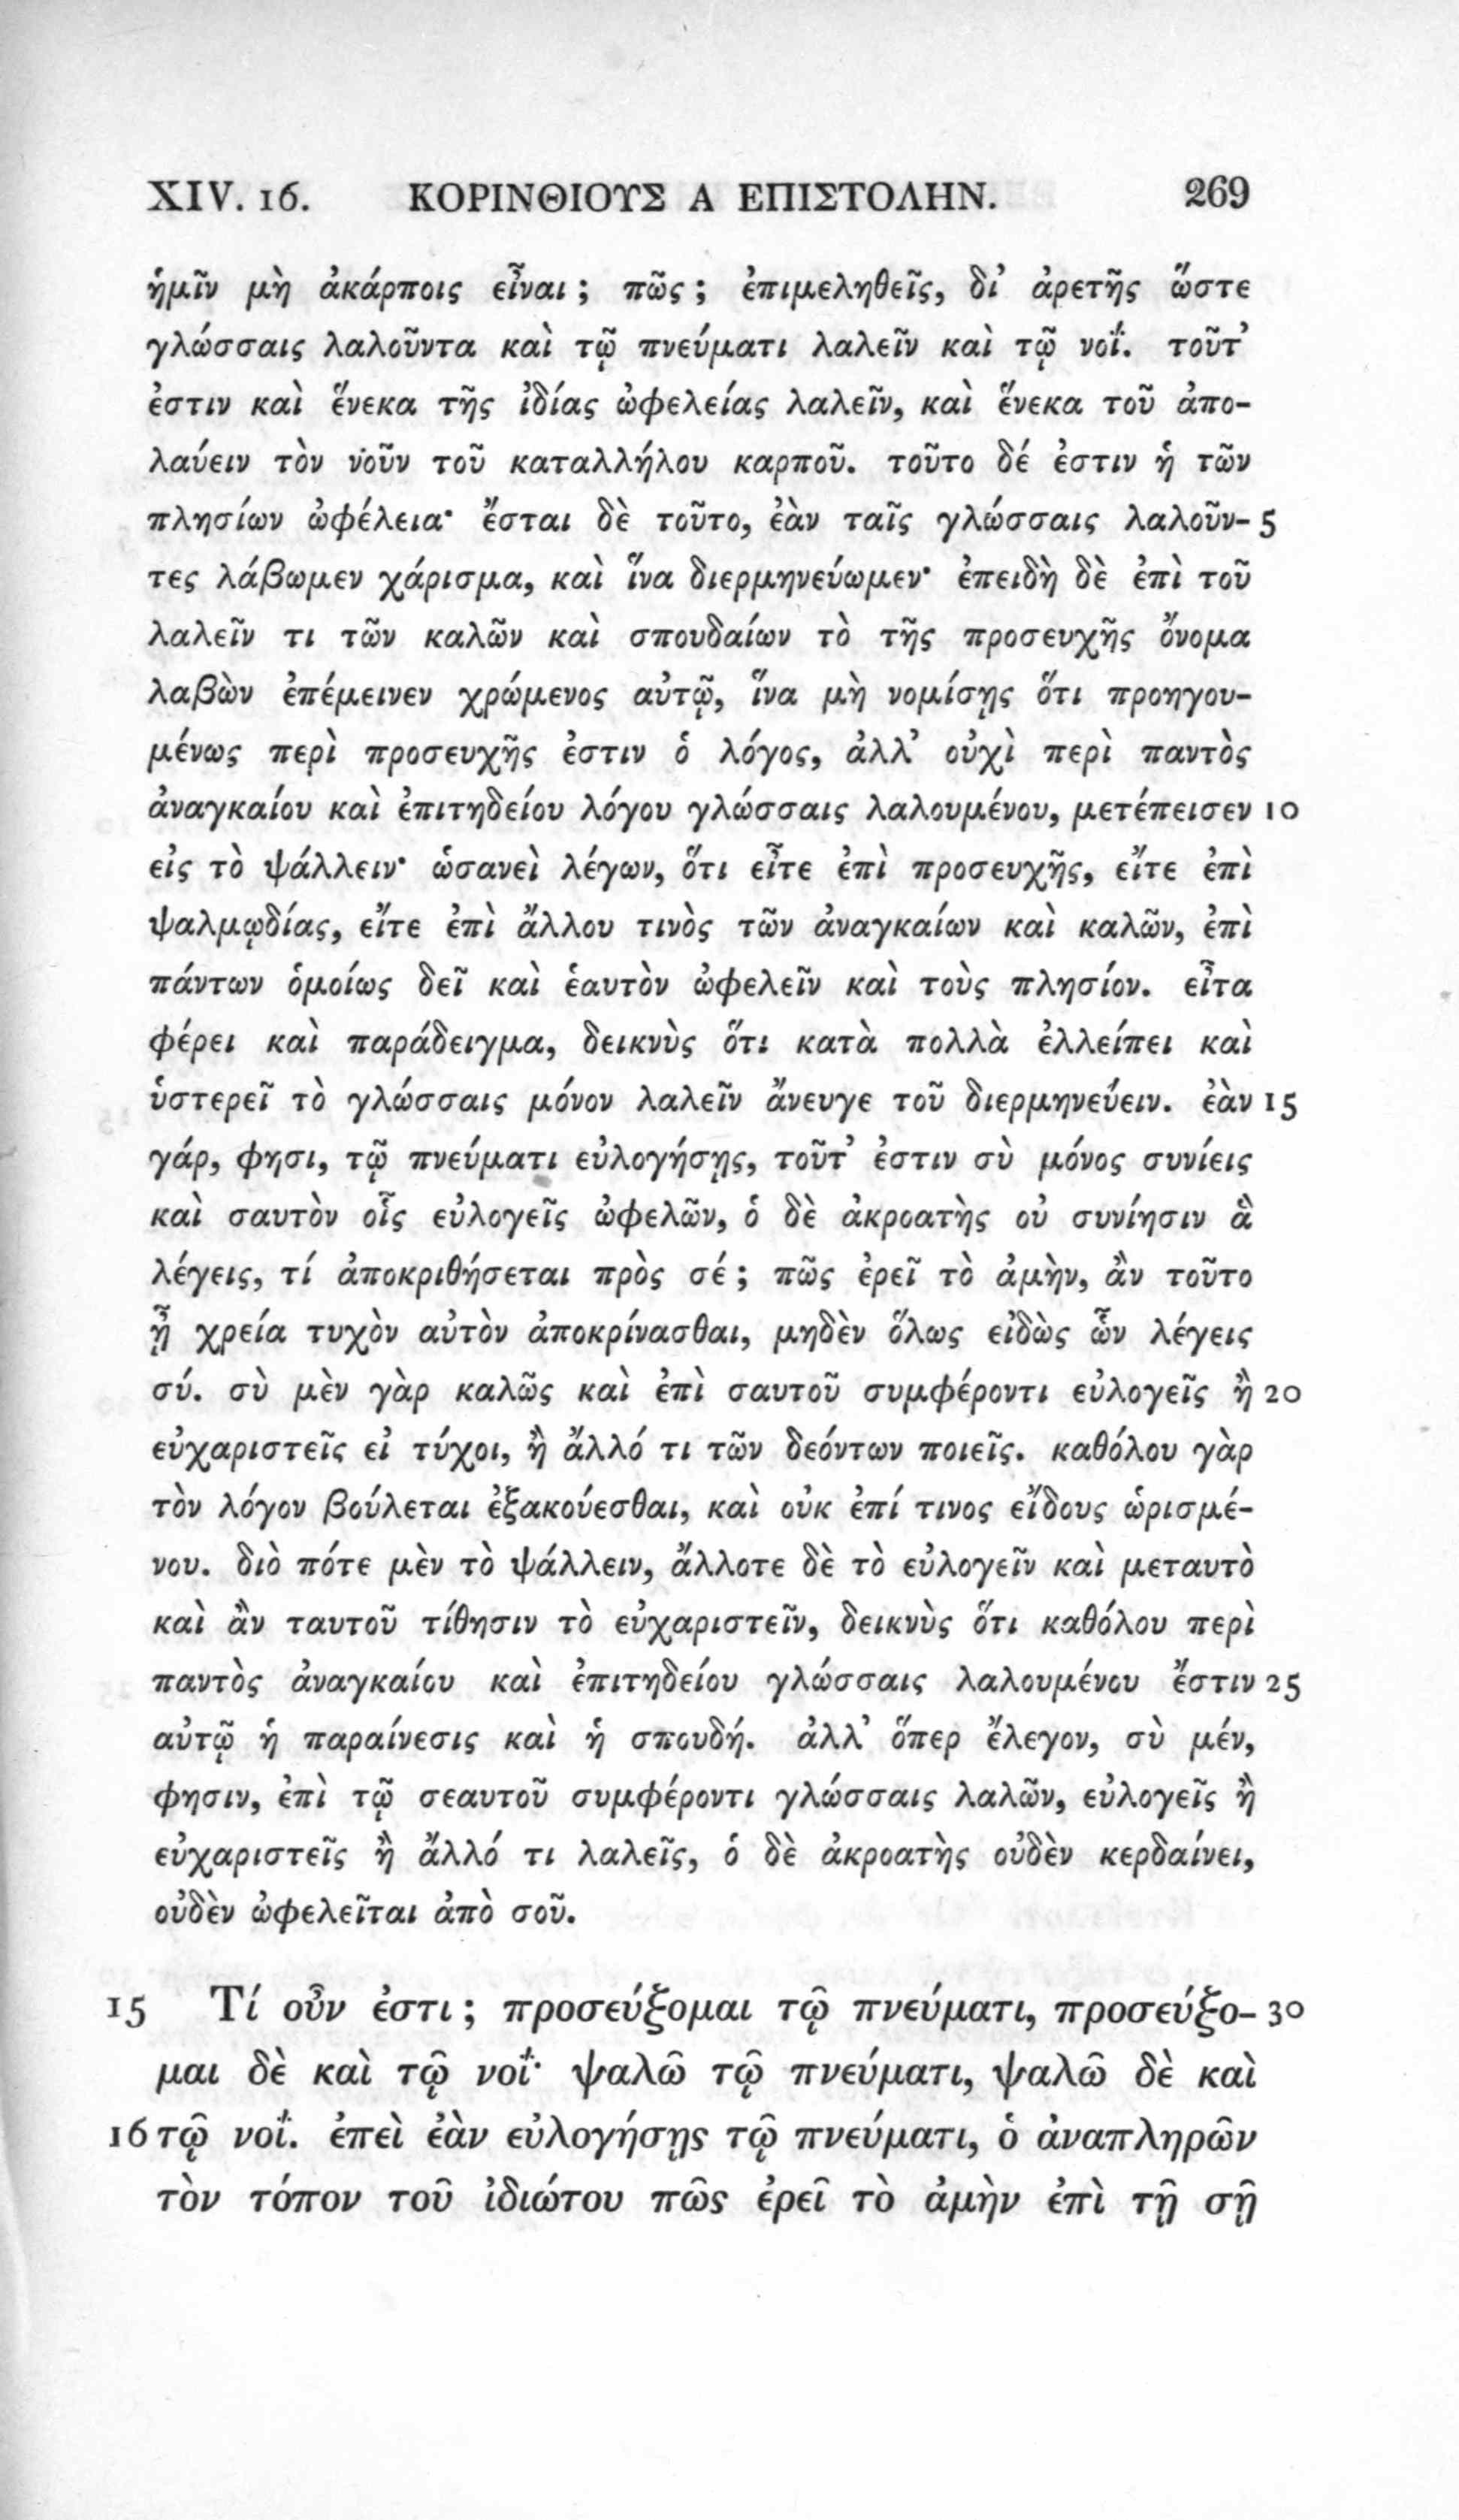 XIV. 16. ΚΟΡΙΝΘΙΟΥΣ Α ΕΠΙΣΤΟΛΗΝ. 269
ἡμῖν μὴ ἀκάρποις εἶναι ; πῶς ; ἐπιμεληθεῖς, δι’ ἀρετῆς ὥστε
γλώσσαις λαλοῦντα καὶ τῷ πνεύματι λαλεῖν καὶ τῷ νοΐ. τοῦτ’
ἐστιν καὶ ἕνεκα τῆς ἰδίας ὠφελείας λαλεῖν, καὶ ἕνεκα τοῦ ἀπο-
λαύειν τὸν νοῦν τοῦ καταλλήλου καρποῦ. τοῦτο δέ ἐστιν ἡ τῶν
πλησίων ὠφέλεια· ἔσται δὲ τοῦτο, ἐὰν ταῖς γλώσσαις λαλοῦν- 5
τες λάβωμεν χάρισμα, καὶ ἵνα διερμηνεύωμεν· ἐπειδὴ δὲ ἐπὶ τοῦ
λαλεῖν τι τῶν καλῶν καὶ σπουδαίων τὸ τῆς προσευχῆς ὄνομα
λαβὼν ἐπέμεινεν χρώμενος αὐτῷ, ἵνα μὴ νομίσῃς ὅτι προηγου-
μένως περὶ προσευχῆς ἐστιν ὁ λόγος, ἀλλ’ οὐχὶ περὶ παντὸς
ἀναγκαίου καὶ ἐπιτηδείου λόγου γλώσσαις λαλουμένου, μετέπεισεν 10
εἰς τὸ ψάλλειν· ὡσανεὶ λέγων, ὅτι εἶτε ἐπὶ προσευχῆς, εἴτε ἐπὶ
ψαλμῳδίας, εἴτε ἐπὶ ἄλλου τινὸς τῶν ἀναγκαίων καὶ καλῶν, ἐπὶ
πάντων ὁμοίως δεῖ καὶ ἑαυτὸν ὠφελεῖν καὶ τοὺς πλησίον. εἶτα
φέρει καὶ παράδειγμα, δεικνὺς ὅτι κατὰ πολλὰ ἐλλείπει καὶ
ὑστερεῖ τὸ γλώσσαις μόνον λαλεῖν ἄνευγε τοῦ διερμηνεύειν. ἐὰν 15
γάρ, φησι, τῷ πνεύματι εὐλογήσῃς, τοῦτ’ ἐστιν σὺ μόνος συνίεις
καὶ σαυτὸν οἷς εὐλογεῖς ὠφελῶν, ὁ δὲ ἀκροατὴς οὐ συνίησιν ἃ
λέγεις, τί ἀποκριθήσεται πρὸς σέ ; πῶς ἐρεῖ τὸ ἀμὴν, ἂν τοῦτο
ᾖ χρεία τυχὸν αὐτὸν ἀποκρίνασθαι, μηδὲν ὅλως εἰδὼς ὧν λέγεις
σύ. σὺ μὲν γὰρ καλῶς καὶ ἐπὶ σαυτοῦ συμφέροντι εὐλογεῖς ἢ 20
εὐχαριστεῖς εἰ τύχοι, ἢ ἄλλό τι τῶν δεόντων ποιεῖς. καθόλου γὰρ
τὸν λόγον βούλεται ἐξακούεσθαι, καὶ οὐκ ἐπί τινος εἴδους ὡρισμέ-
νου. διὸ πότε μὲν τὸ ψάλλειν, ἄλλοτε δὲ τὸ εὐλογεῖν καὶ μεταυτὸ
καὶ ἂν ταυτοῦ τίθησιν τὸ εὐχαριστεῖν, δεικνὺς ὅτι καθόλου περὶ
παντὸς ἀναγκαίου καὶ ἐπιτηδείου γλώσσαις λαλουμένου ἔστιν 25
αὐτῷ ἡ παραίνεσις καὶ ἡ σπουδή. ἀλλ’ ὅπερ ἔλεγον, σὺ μέν,
φησιν, ἐπὶ τῷ σεαυτοῦ συμφέροντι γλώσσαις λαλῶν, εὐλογεῖς ἢ
εὐχαριστεῖς ἢ ἄλλό τι λαλεῖς, ὁ δὲ ἀκροατὴς οὐδὲν κερδαίνει,
οὐδὲν ὠφελεῖται ἀπὸ σοῦ.
15 Τί οὖν ἐστι ; προσεύξομαι τῷ πνεύματι, προσεύξο- 30
μαι δὲ καὶ τῷ νοΐ· ψαλῶ τῷ πνεύματι, ψαλῶ δὲ καὶ
16 τῷ νοΐ. ἐπεὶ ἐὰν εὐλογήσῃς τῷ πνεύματι, ὁ ἀναπληρῶν
τὸν τόπον τοῦ ἰδιώτου πῶς ἐρεῖ τὸ ἀμὴν ἐπὶ τῇ σῇ